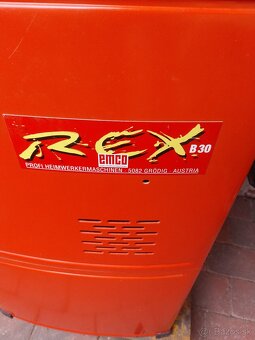 REX
B30
emco
PROFI HEIMWERKERMASCHINEN 5082 GRÖDIG AUSTRIA